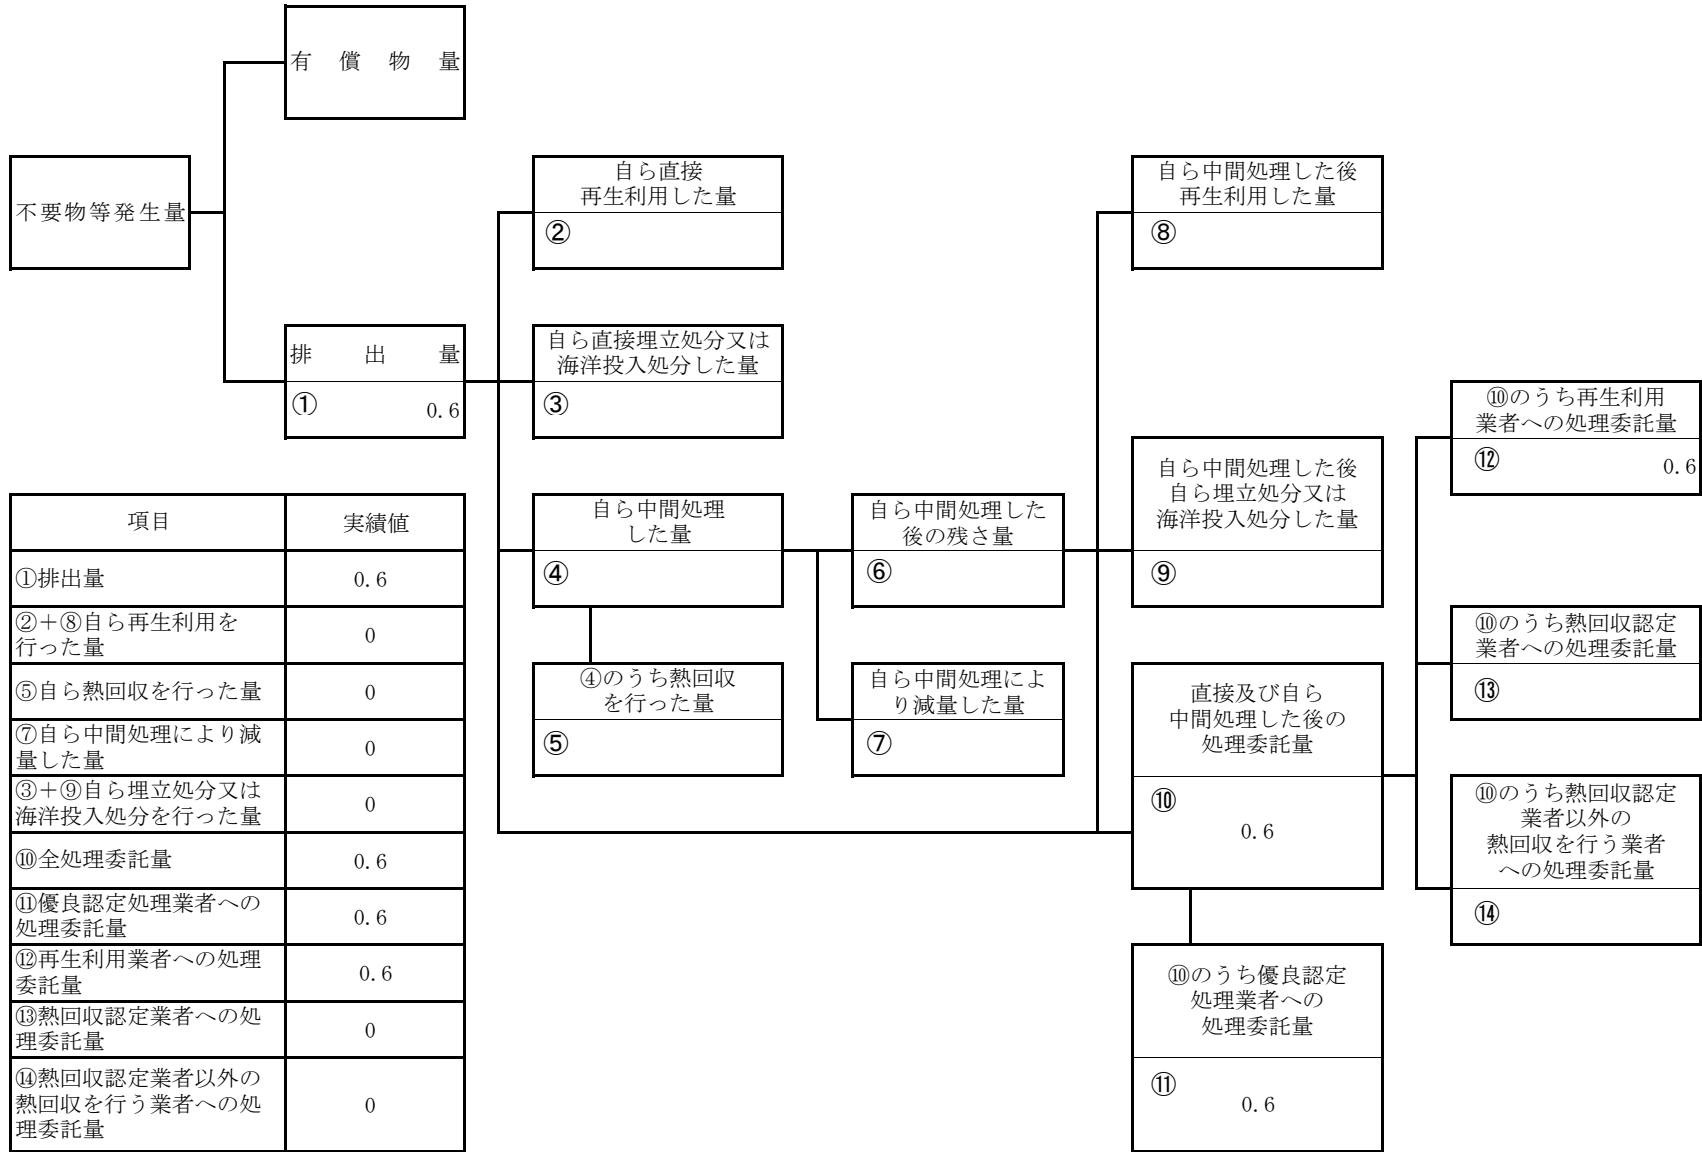 有償物量
不要物等発生量
自ら直接
再生利用した量
②
自ら中間処理した後
再生利用した量
⑧
排出量
①
0.6
自ら直接埋立処分又は
海洋投入処分した量
③
⑩のうち再生利用
業者への処理委託量
⑫
0.6
自ら中間処理
した量
④
自ら中間処理した
後の残さ量
⑥
自ら中間処理した後
自ら埋立処分又は
海洋投入処分した量
⑨
④のうち熱回収
を行った量
⑤
自ら中間処理によ
り減量した量
⑦
直接及び自ら
中間処理した後の
処理委託量
⑩
0.6
⑩のうち熱回収認定
業者への処理委託量
⑬
⑩のうち熱回収認定
業者以外の
熱回収を行う業者
への処理委託量
⑭
⑩のうち優良認定
処理業者への
処理委託量
⑪
0.6
項目 実績値
①排出量 0.6
②+⑧自ら再生利用を
行った量 0
⑤自ら熱回収を行った量 0
⑦自ら中間処理により減
量した量 0
③+⑨自ら埋立処分又は
海洋投入処分を行った量 0
⑩全処理委託量 0.6
⑪優良認定処理業者への
処理委託量 0.6
⑫再生利用業者への処理
委託量 0.6
⑬熱回収認定業者への処
理委託量 0
⑭熱回収認定業者以外の
熱回収を行う業者への処
理委託量 0